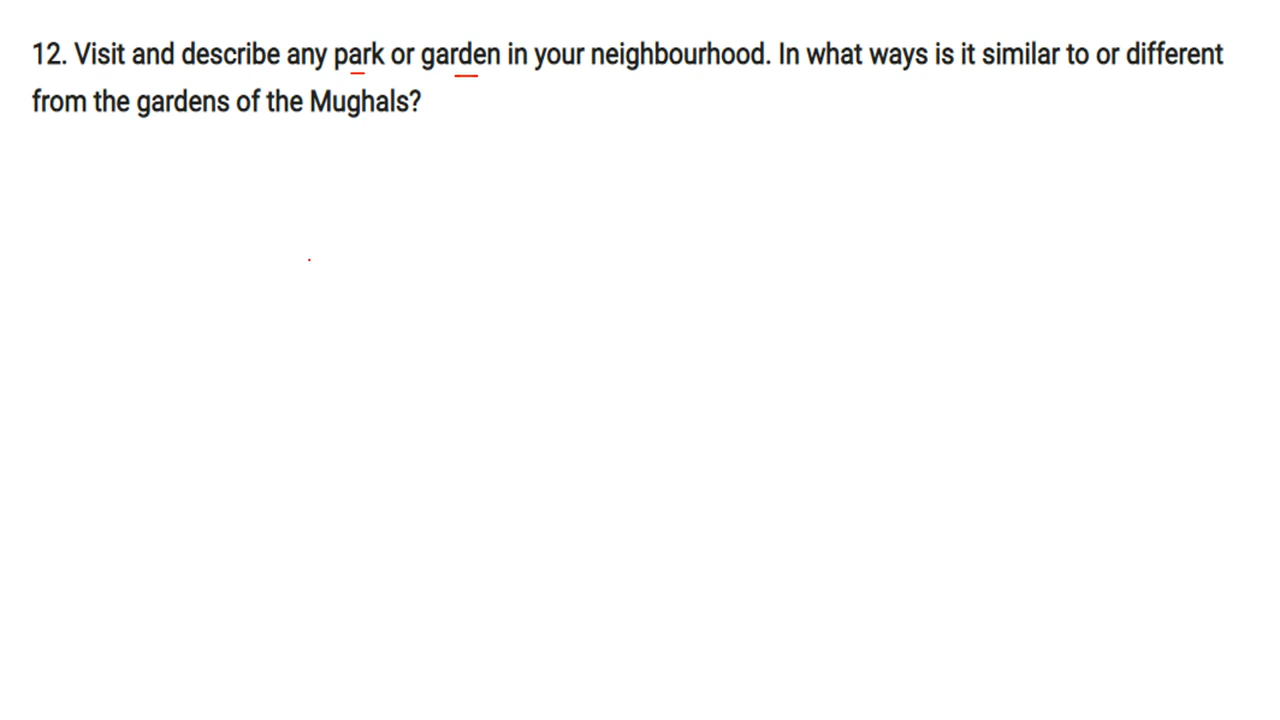 12. Visit and describe any park or garden in your neighbourhood. In what ways is it similar to or different
from the gardens of the Mughals?